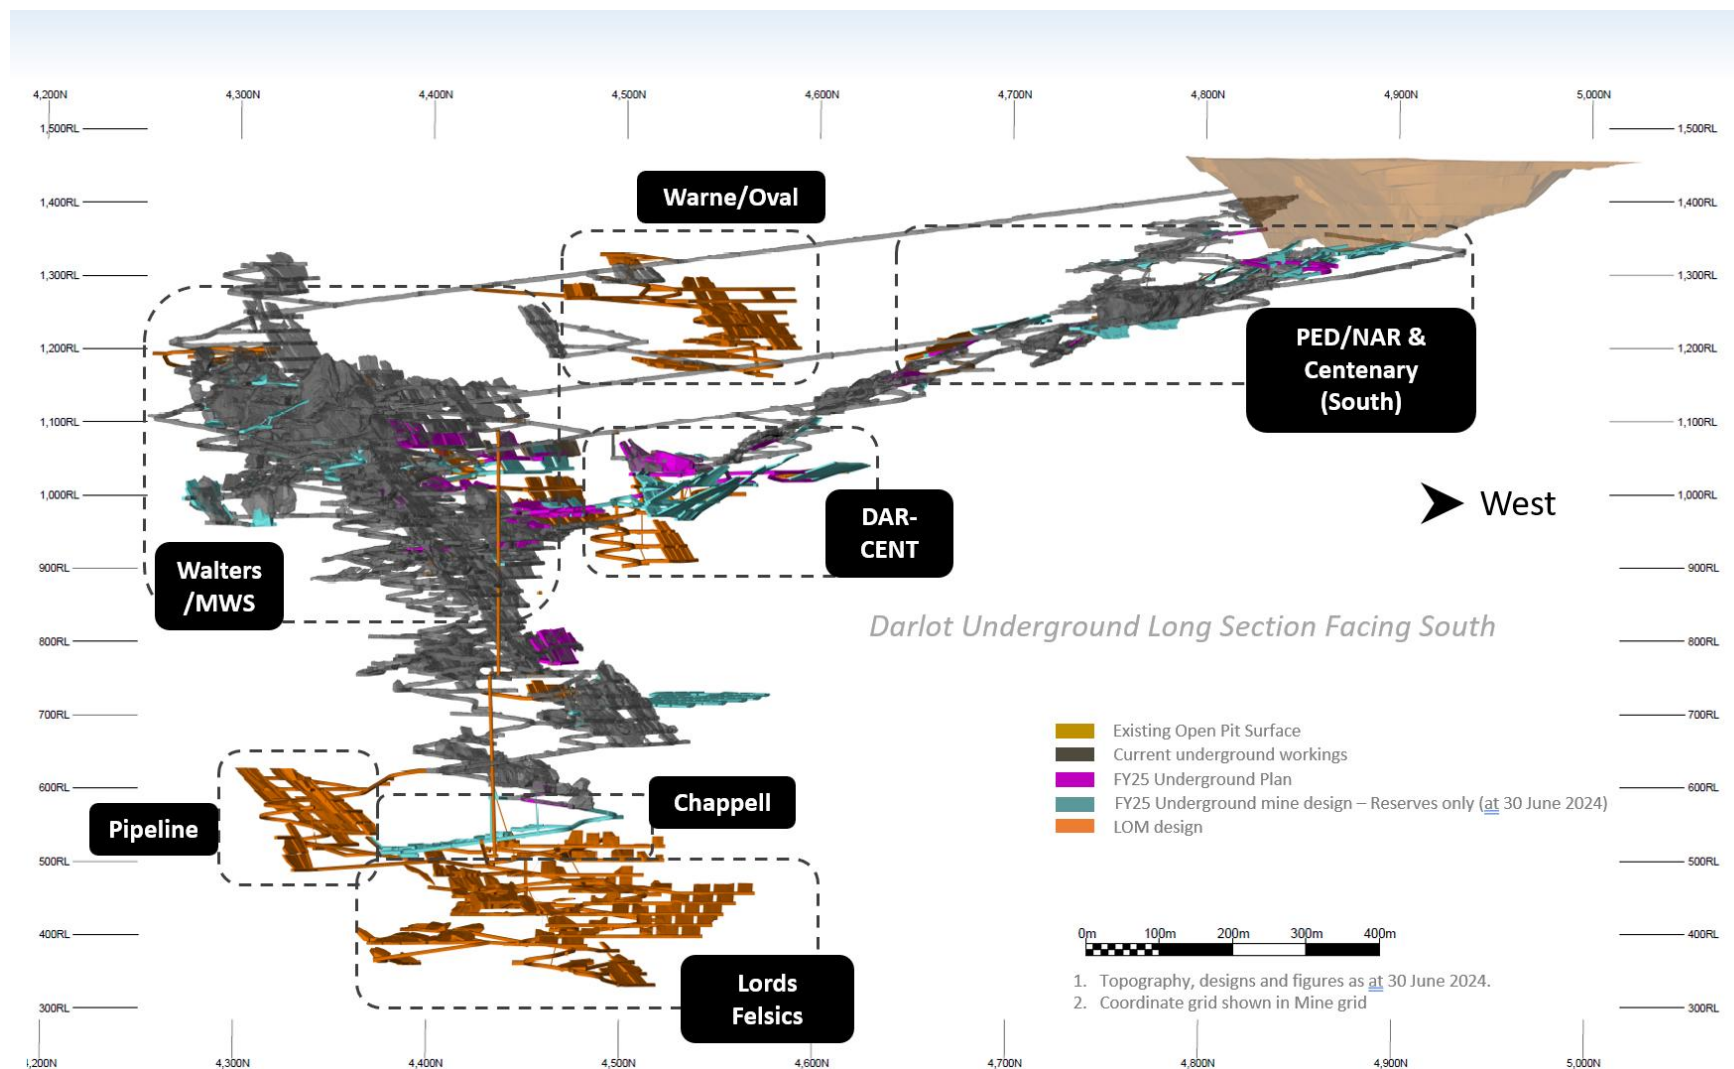 4,200N 4,300N 4,400N 4,500N 4,600N 4,700N 4,800N 4,900N 5,000N
1,500RL 1,500RL
Warne/Oval
1,400RL 1,400RL
1,300RL 1,300RL
PED/NAR &
Centenary
(South)
1,200RL 1,200RL
1,100RL 1,100RL
1,000RL 1,000RL
West
DAR-
CENT
900RL 900RL
Walters
/MWS
Darlot Underground Long Section Facing South
800RL 800RL
700RL 700RL
Existing Open Pit Surface
Current underground workings
FY25 Underground Plan
FY25 Underground mine design – Reserves only (at 30 June 2024)
LOM design
600RL 600RL
Chappell
Pipeline
500RL 500RL
400RL 400RL
0m 100m 200m 300m 400m
Lords
Felsics
1. Topography, designs and figures as at 30 June 2024.
2. Coordinate grid shown in Mine grid
300RL 300RL
,200N 4,300N 4,400N 4,500N 4,600N 4,700N 4,800N 4,900N 5,000N